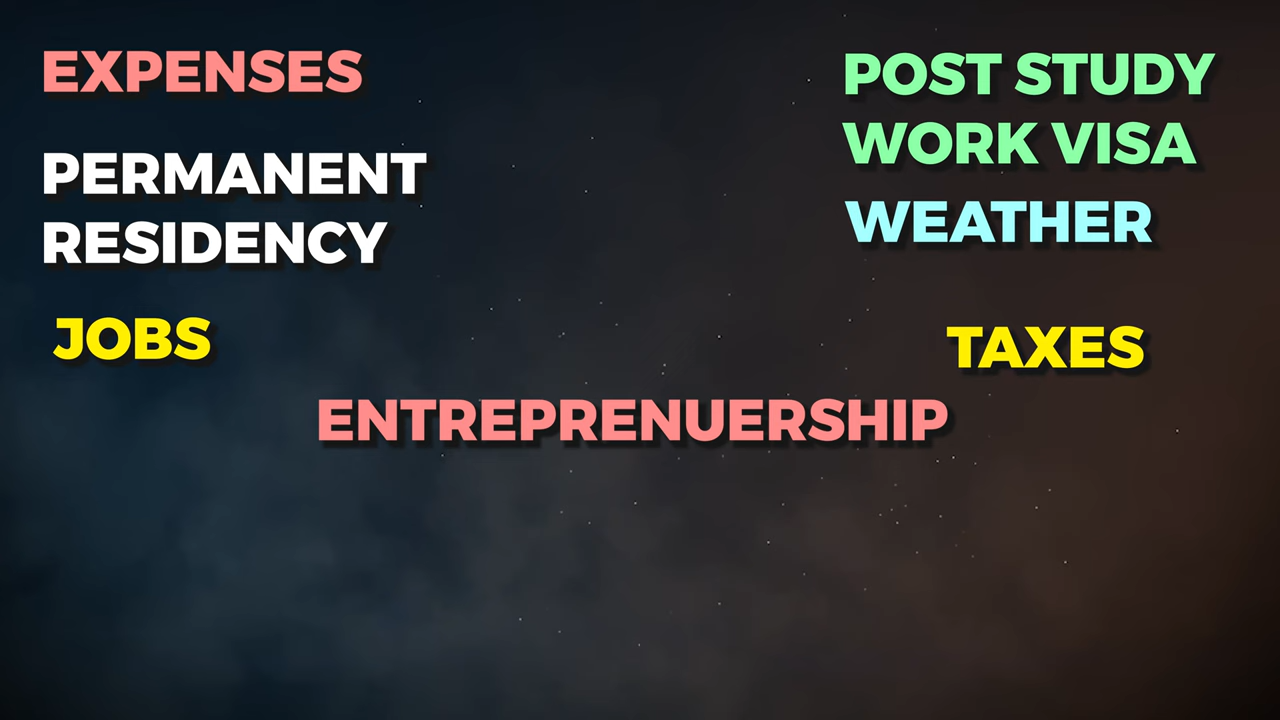 EXPENSES
PERMANENT
RESIDENCY
JOBS
POST STUDY
WORK VISA
WEATHER
TAXES
ENTREPRENUERSHIP